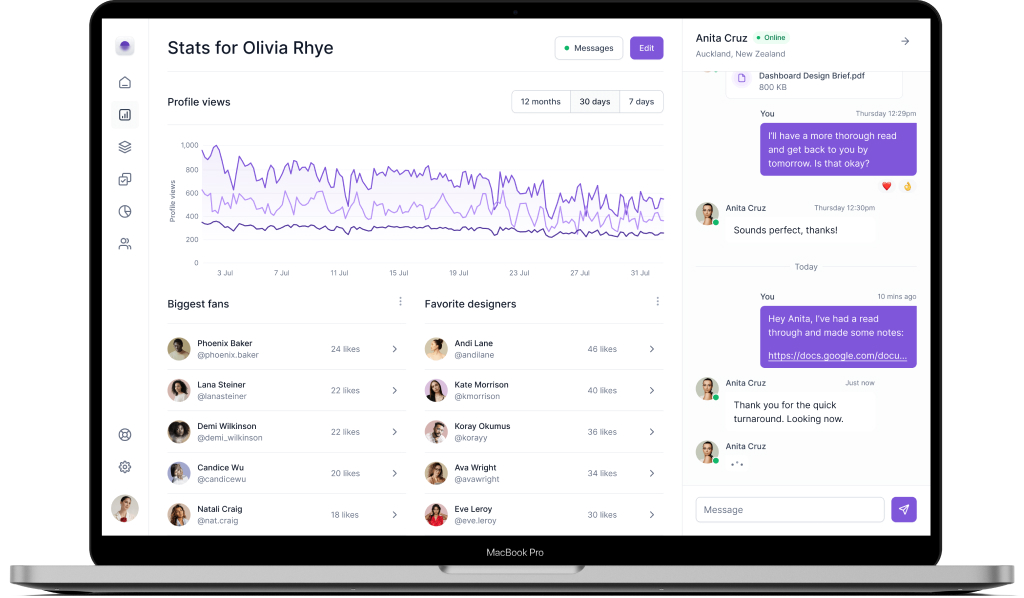 Stats for Olivia Rhye
Messages
Edit
Profile views
12 months
30 days
7 days
Profile views
1,000
800
600
400
200
0
3 Jul
7 Jul
11 Jul
15 Jul
19 Jul
23 Jul
27 Jul
31 Jul
Biggest fans
Phoenix Baker
@phoenix.baker
24 likes
Lana Steiner
@lanasteiner
22 likes
Demi Wilkinson
@demi_wilkinson
22 likes
Candice Wu
@candicewu
20 likes
Natali Craig
@nat.craig
18 likes
Favorite designers
Andi Lane
@andilane
46 likes
Kate Morrison
@kmorrison
40 likes
Koray Okumus
@korayy
36 likes
Ava Wright
@avawright
34 likes
Eve Leroy
@eve.leroy
30 likes
Anita Cruz
Online
Auckland, New Zealand
Dashboard Design Brief.pdf
800 KB
You
Thursday 12:29pm
I'll have a more thorough read
and get back to you by
tomorrow. Is that okay?
Anita Cruz
Thursday 12:30pm
Sounds perfect, thanks!
Today
You
10 mins ago
Hey Anita, I've had a read
through and made some notes:
https://docs.google.com/docu...
Anita Cruz
Just now
Thank you for the quick
turnaround. Looking now.
Anita Cruz
Message
MacBook Pro